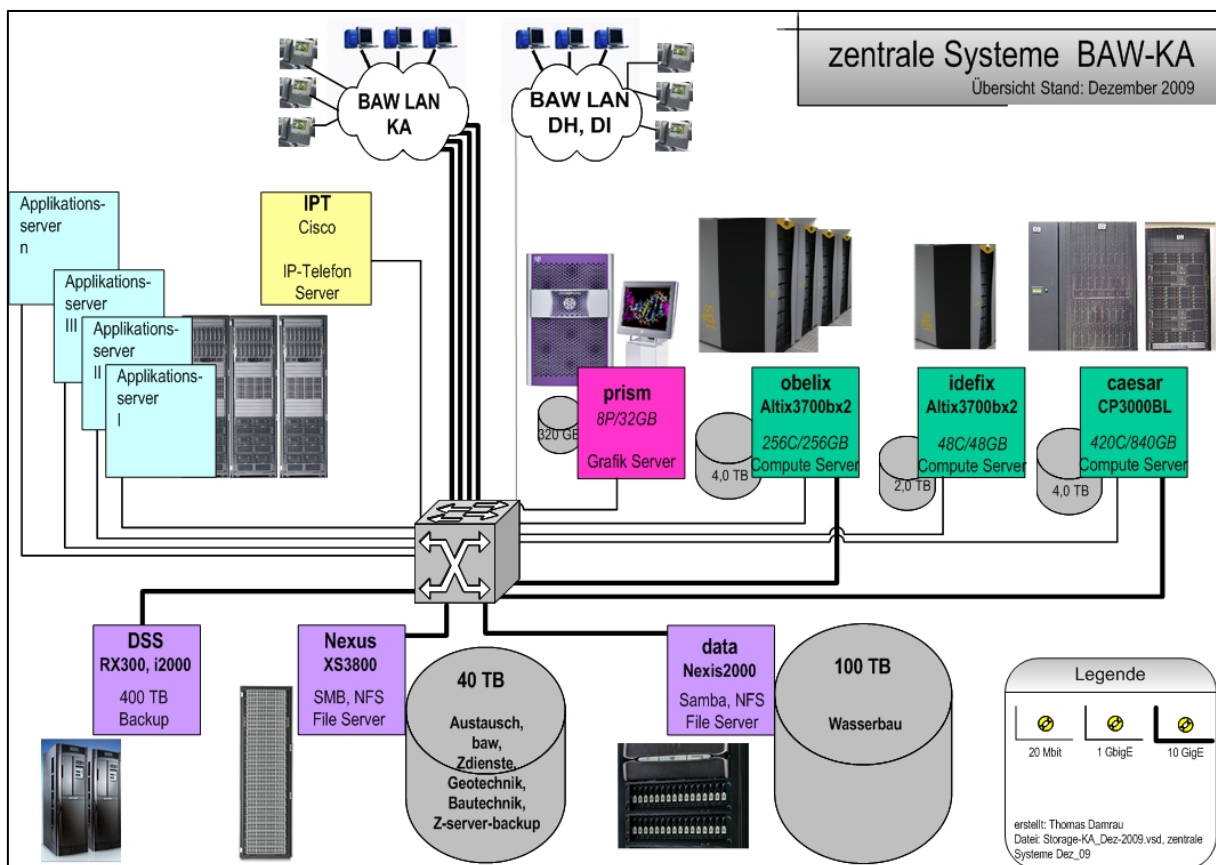 zentrale Systeme BAW-KA
Übersicht Stand: Dezember 2009
BAW LAN
KA
BAW LAN
DH, DI
Applikations-
server
n
Applikations-
server
III
Applikations-
server
II
Applikations-
server
I
IPT
Cisco
IP-Telefon
Server
prism
8P/32GB
Grafik Server
320 GB
obelix
Altix3700bx2
256C/256GB
Compute Server
4,0 TB
idefix
Altix3700bx2
48C/48GB
Compute Server
2,0 TB
caesar
CP3000BL
420C/840GB
Compute Server
4,0 TB
DSS
RX300, i2000
400 TB
Backup
Nexus
XS3800
SMB, NFS
File Server
40 TB
Austausch,
baw,
Zdienste,
Geotechnik,
Bautechnik,
Z-server-backup
data
Nexis2000
Samba, NFS
File Server
100 TB
Wasserbau
Legende
20 Mbit
1 GbigE
10 GigE
erstellt: Thomas Damrau
Datei: Storage-KA_Dez-2009.vsd, zentrale
Systeme Dez_09